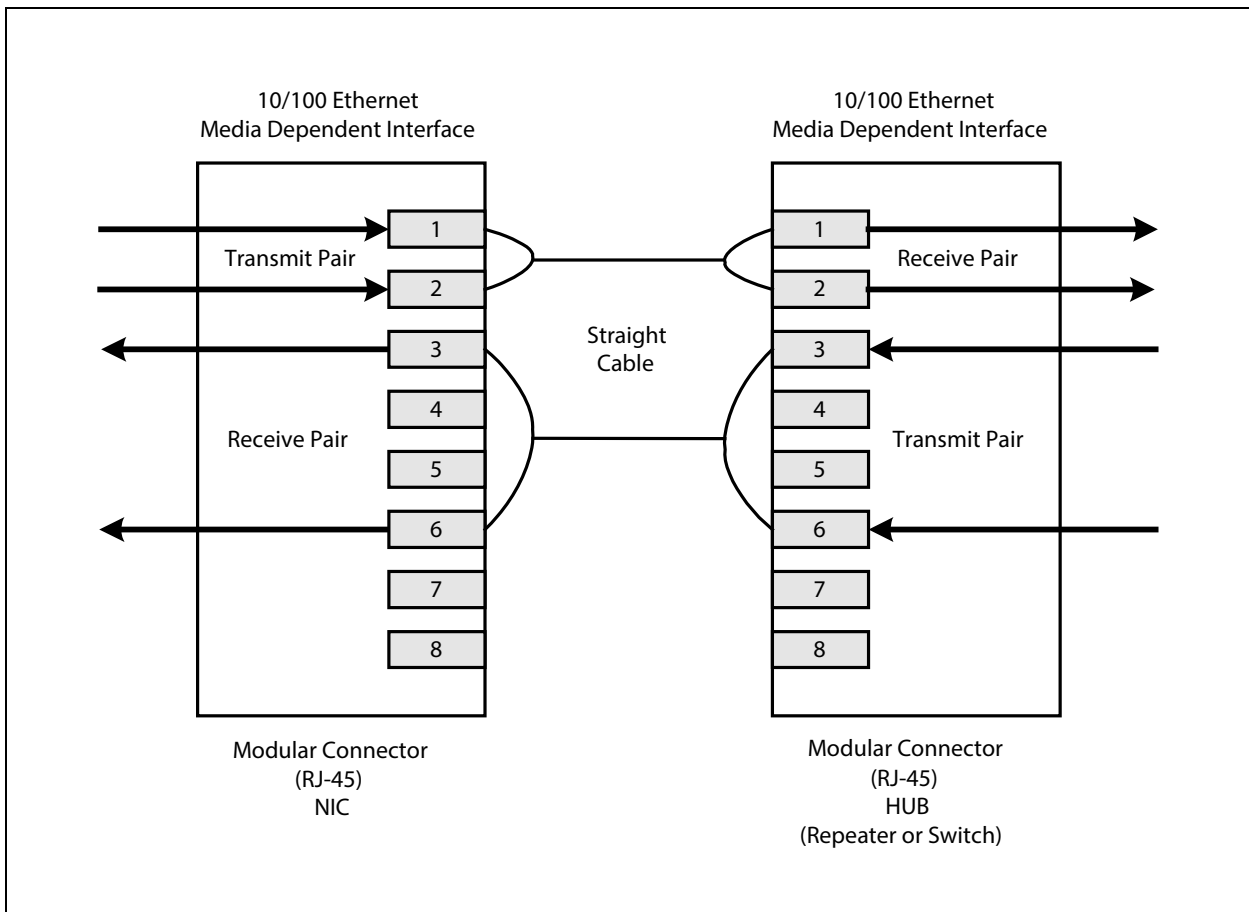 10/100 Ethernet
Media Dependent Interface
10/100 Ethernet
Media Dependent Interface
1
Transmit Pair
2
3
4
Receive Pair
5
6
7
8
Straight
Cable
1
Receive Pair
2
3
4
Transmit Pair
5
6
7
8
Modular Connector
(RJ-45)
NIC
Modular Connector
(RJ-45)
HUB
(Repeater or Switch)